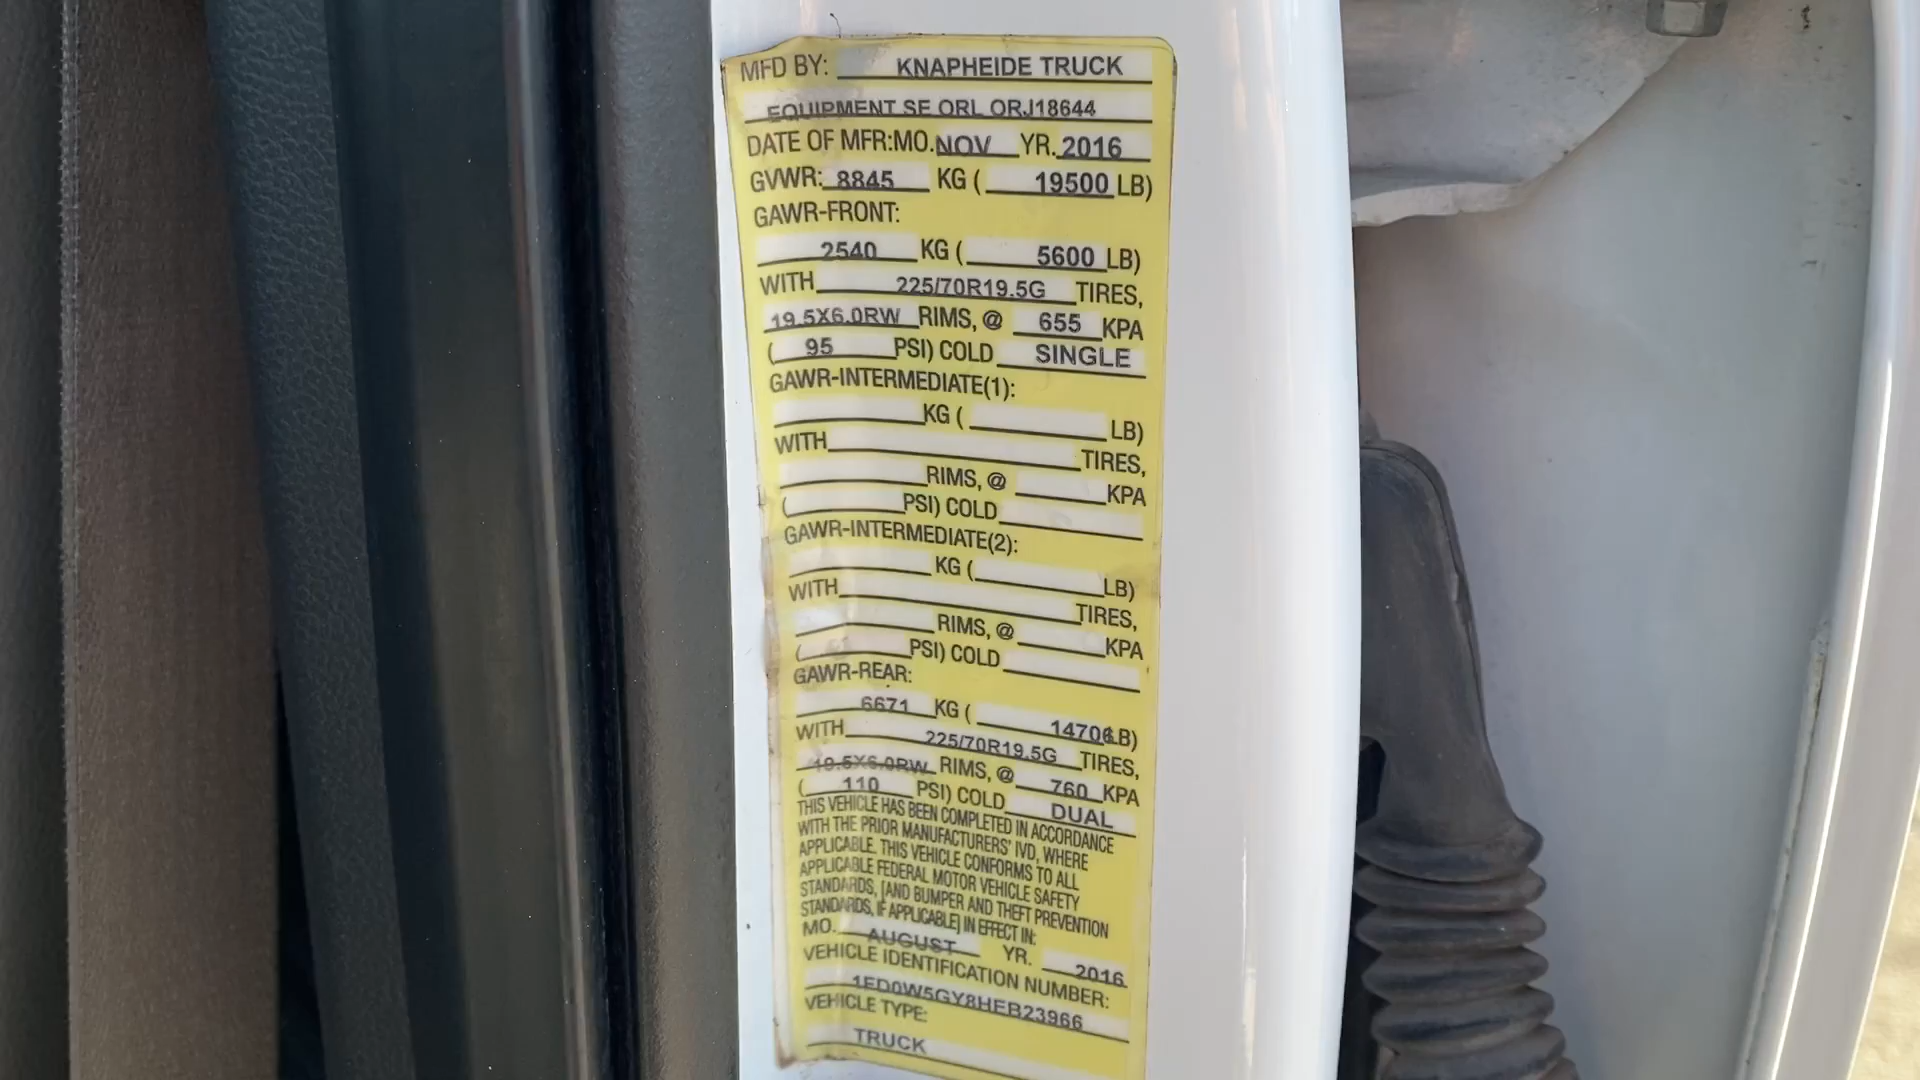 MFD BY: KNAPHEIDE TRUCK
EQUIPMENT SE ORL ORJ18644
DATE OF MFR:MO. NOV YR. 2016
GVWR: 8845 KG ( 19500 LB)
GAWR-FRONT:
2540 KG ( 5600 LB)
WITH 225/70R19.5G TIRES,
19.5X6.0RW RIMS, @ 655 KPA
( 95 PSI) COLD SINGLE
GAWR-INTERMEDIATE(1):
KG ( LB)
WITH TIRES,
RIMS, @ KPA
( PSI) COLD
GAWR-INTERMEDIATE(2):
KG ( LB)
WITH TIRES,
RIMS, @ KPA
( PSI) COLD
GAWR-REAR:
6671 KG ( 14706 LB)
WITH 225/70R19.5G TIRES,
19.5X6.0RW RIMS, @ 760 KPA
( 110 PSI) COLD DUAL
THIS VEHICLE HAS BEEN COMPLETED IN ACCORDANCE
WITH THE PRIOR MANUFACTURERS' IVD, WHERE
APPLICABLE. THIS VEHICLE CONFORMS TO ALL
APPLICABLE FEDERAL MOTOR VEHICLE SAFETY
STANDARDS, [AND BUMPER AND THEFT PREVENTION
STANDARDS, IF APPLICABLE] IN EFFECT IN:
MO. AUGUST YR. 2016
VEHICLE IDENTIFICATION NUMBER:
1FD0W5GY8HEB23966
VEHICLE TYPE:
TRUCK